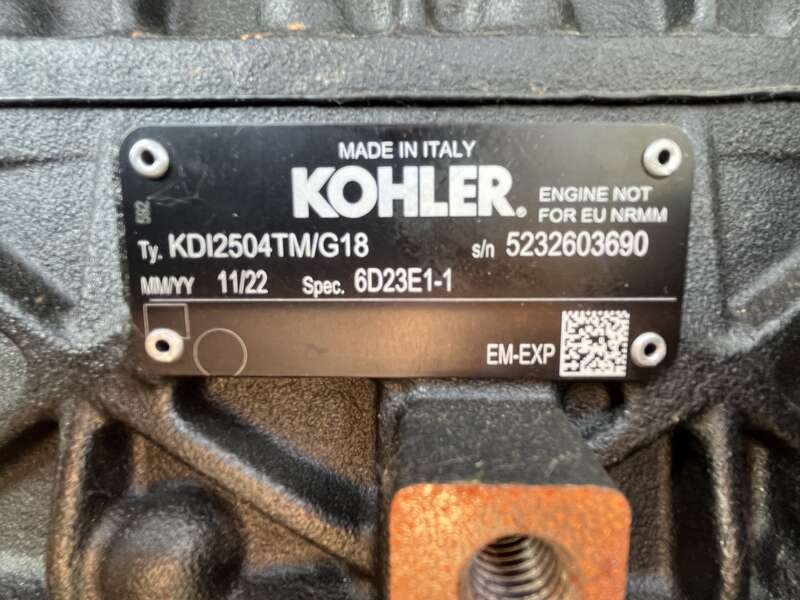 MADE IN ITALY
KOHLER®
ENGINE NOT
FOR EU NRMM
Ty. KDI2504TM/G18 s/n 5232603690
MM/YY 11/22 Spec. 6D23E1-1
EM-EXP